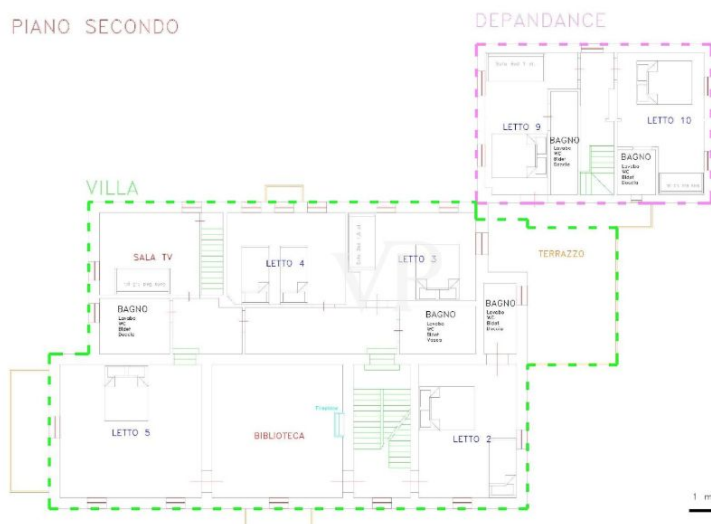 PIANO SECONDO
DEPANDANCE
LETTO 9
LETTO 10
BAGNO
Lavabo
WC
Bidet
Doccia
BAGNO
Lavabo
WC
Bidet
Doccia
VILLA
SALA TV
LETTO 4
LETTO 3
TERRAZZO
VP
BAGNO
Lavabo
WC
Bidet
Doccia
BAGNO
Lavabo
WC
Bidet
Vasca
BAGNO
Lavabo
WC
Bidet
Doccia
LETTO 5
BIBLIOTECA
LETTO 2
1 m